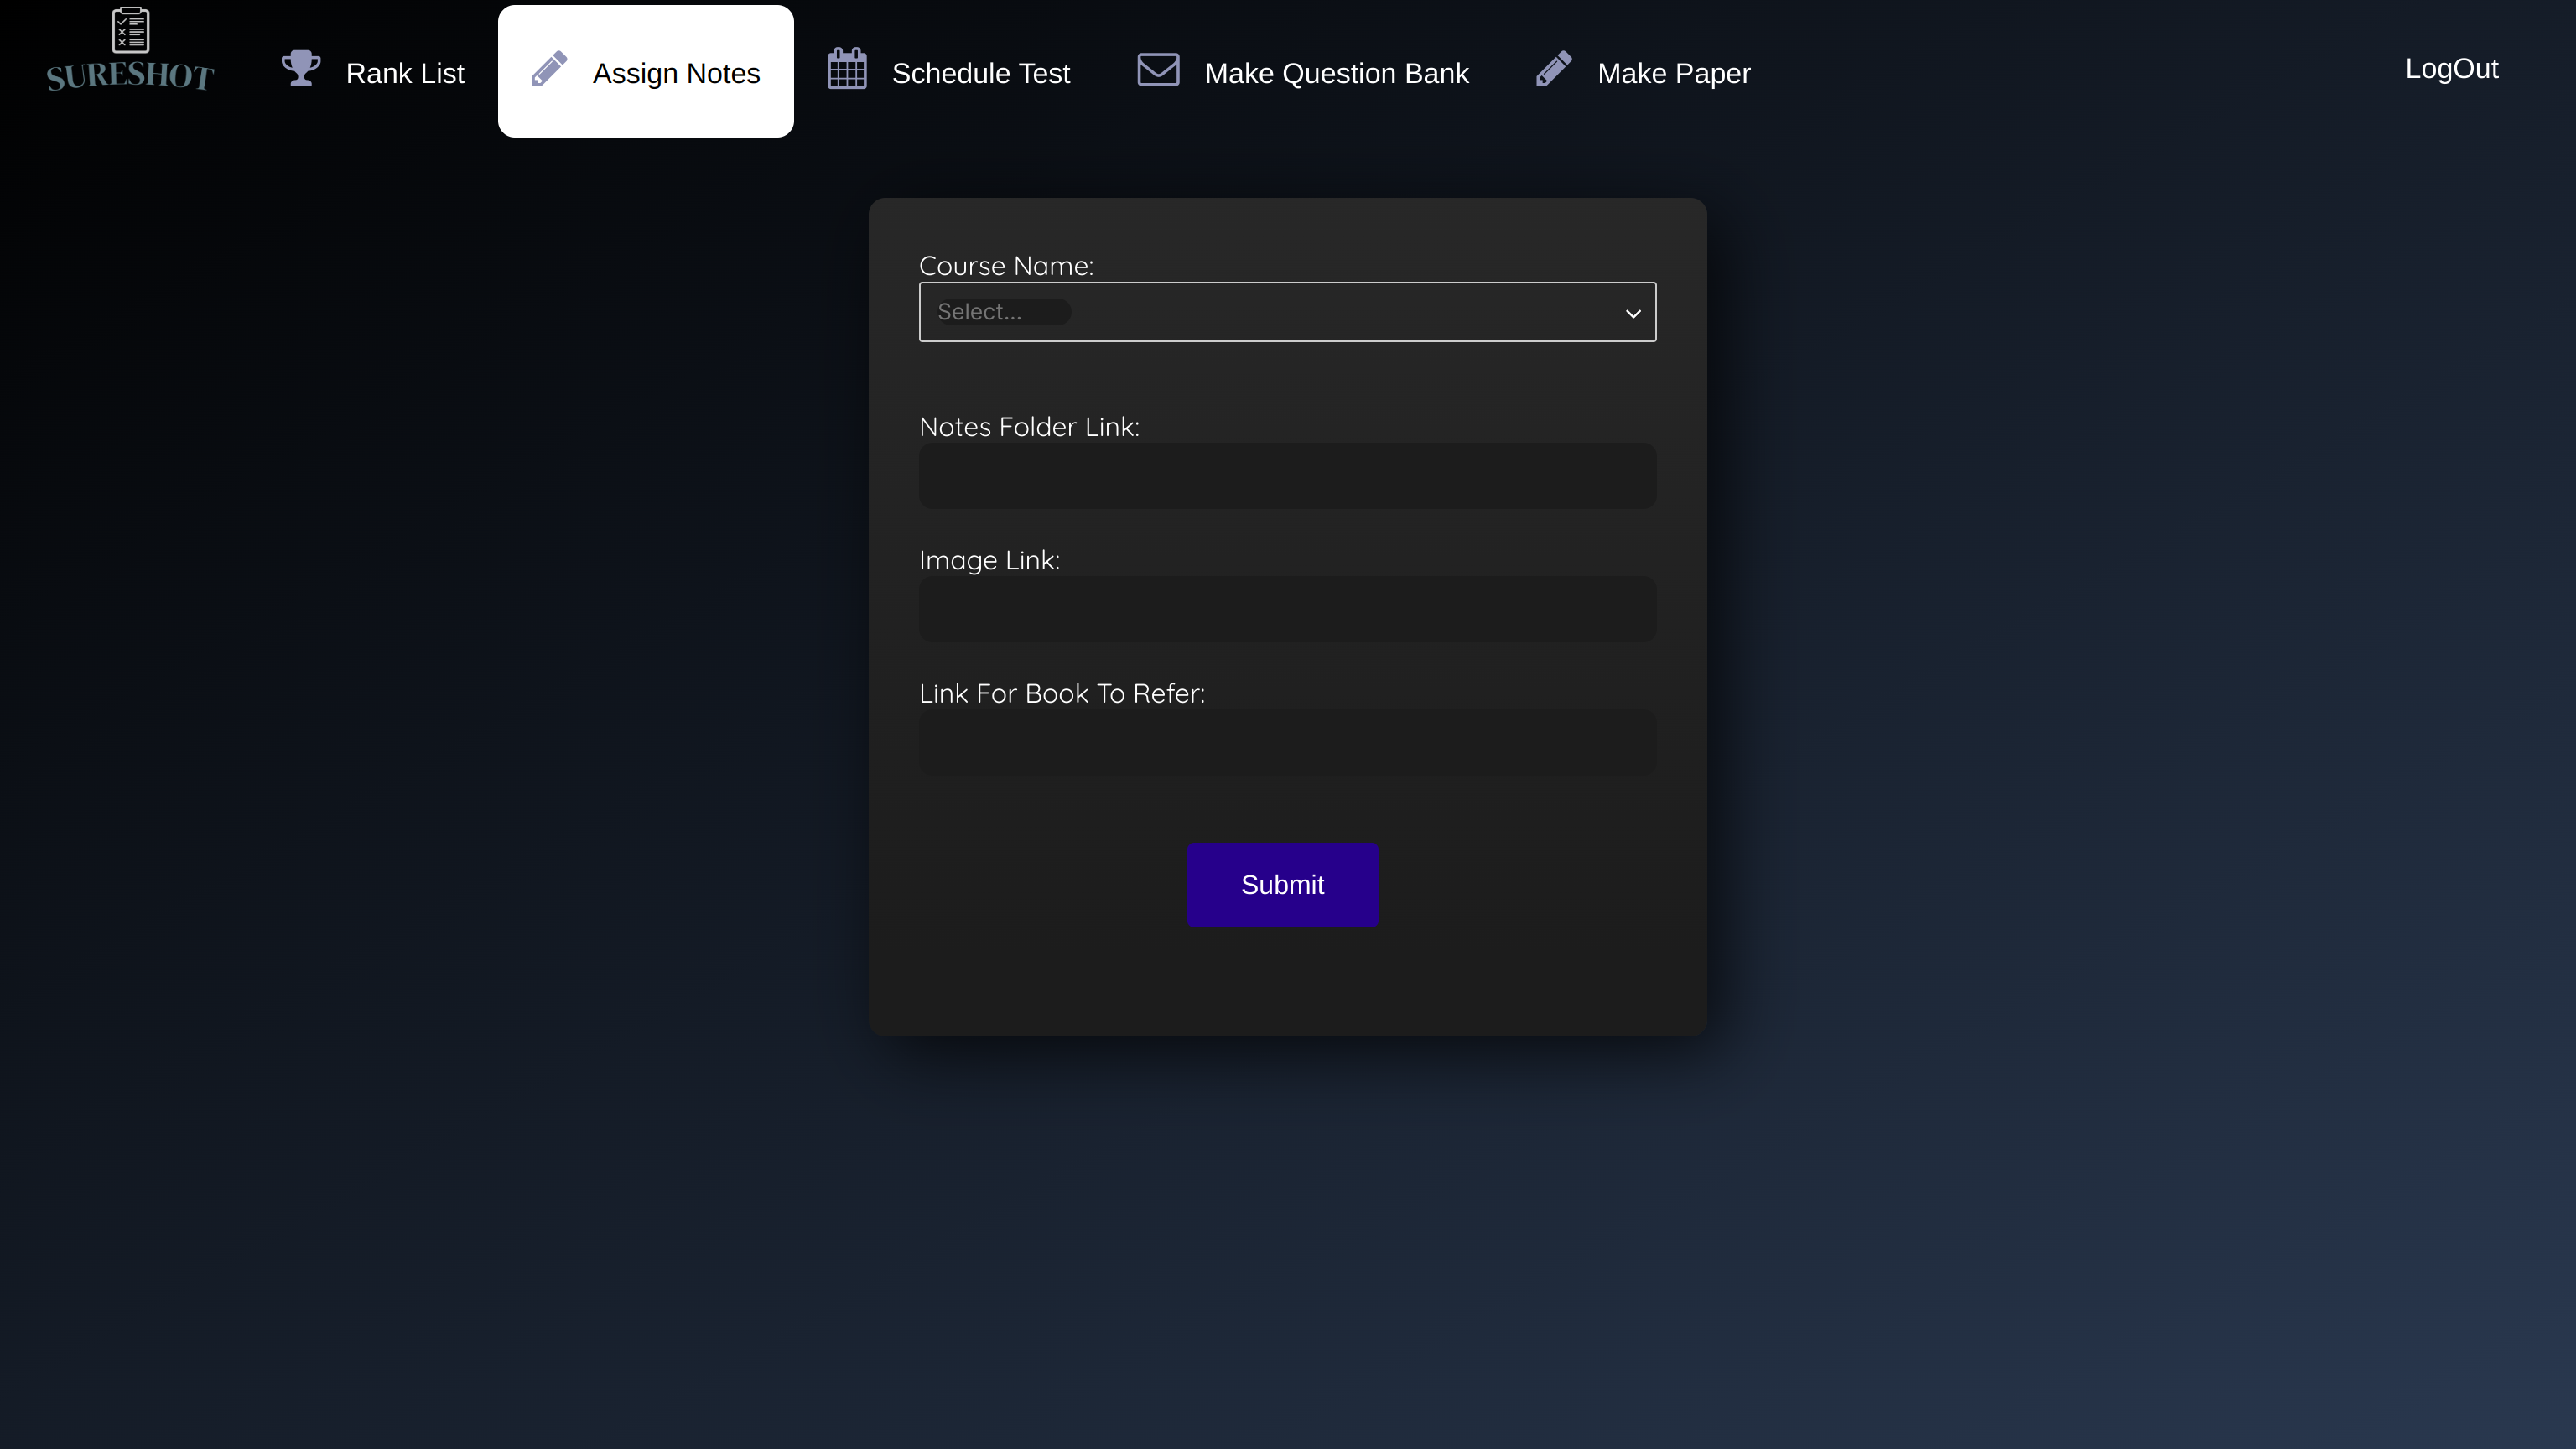 SURESHOT
Rank List
Assign Notes
Schedule Test
Make Question Bank
Make Paper
LogOut
Course Name:
Select...
Notes Folder Link:
Image Link:
Link For Book To Refer:
Submit